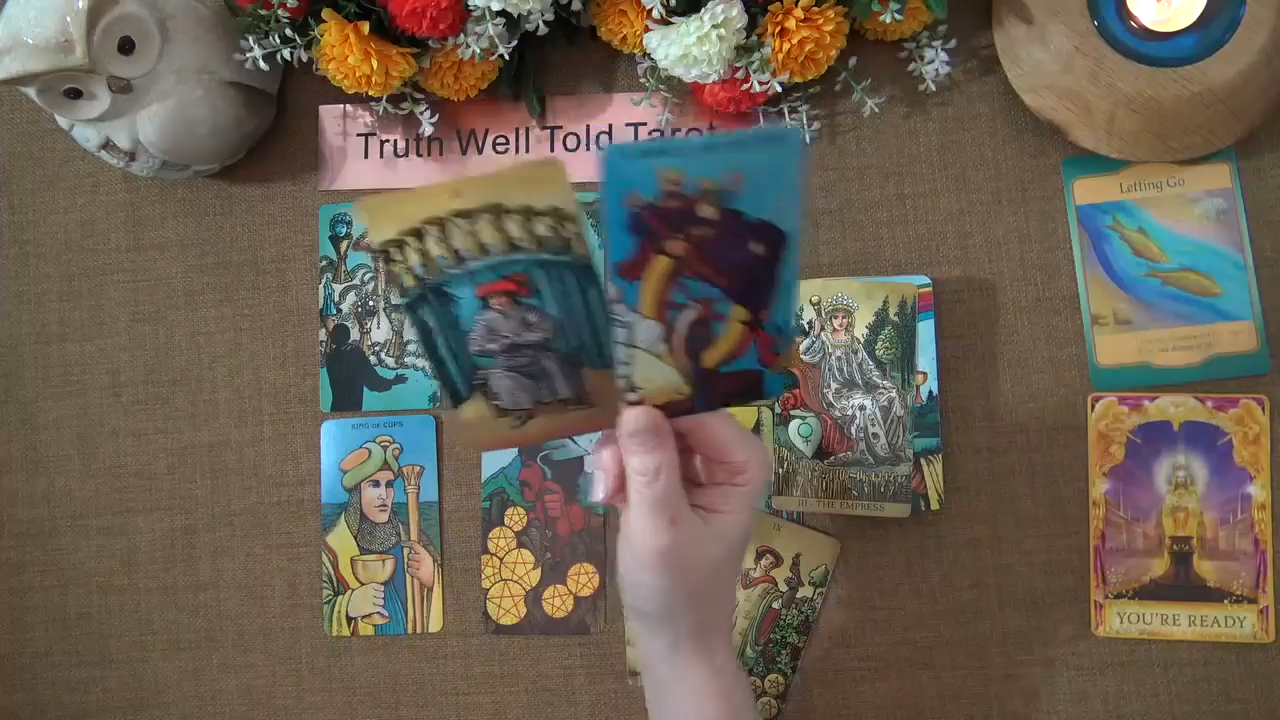 Truth Well Told Tarot
Letting Go
KING OF CUPS
III - THE EMPRESS
IX
YOU'RE READY